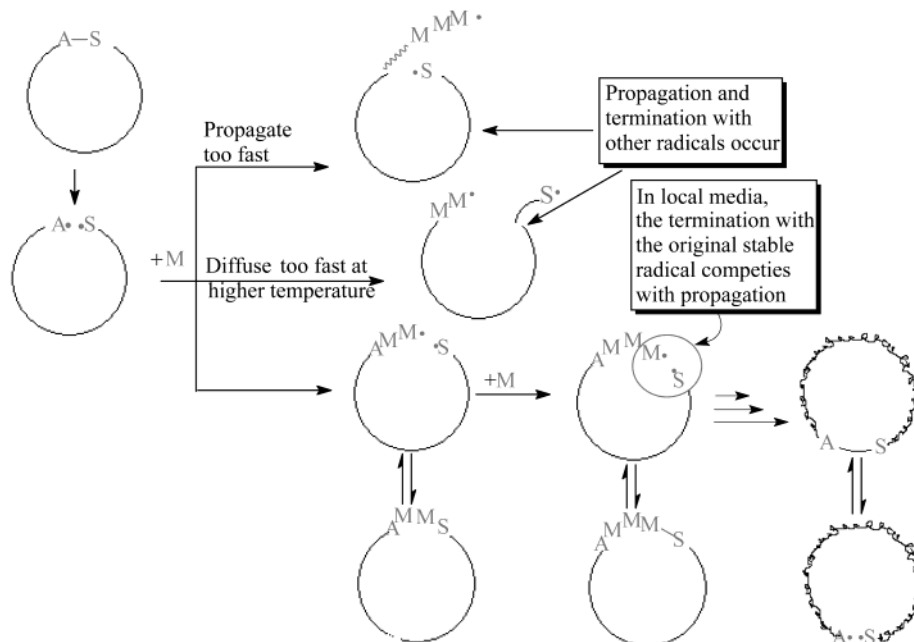 A—S
M M M •
•S
Propagate
too fast
Propagation and
termination with
other radicals occur
A• •S
+M
M M•
S•
Diffuse too fast at
higher temperature
In local media,
the termination with
the original stable
radical competies
with propagation
A M M• •S
+M
A M M M•
•S
A S
A M M S
A M M M S
A• •S